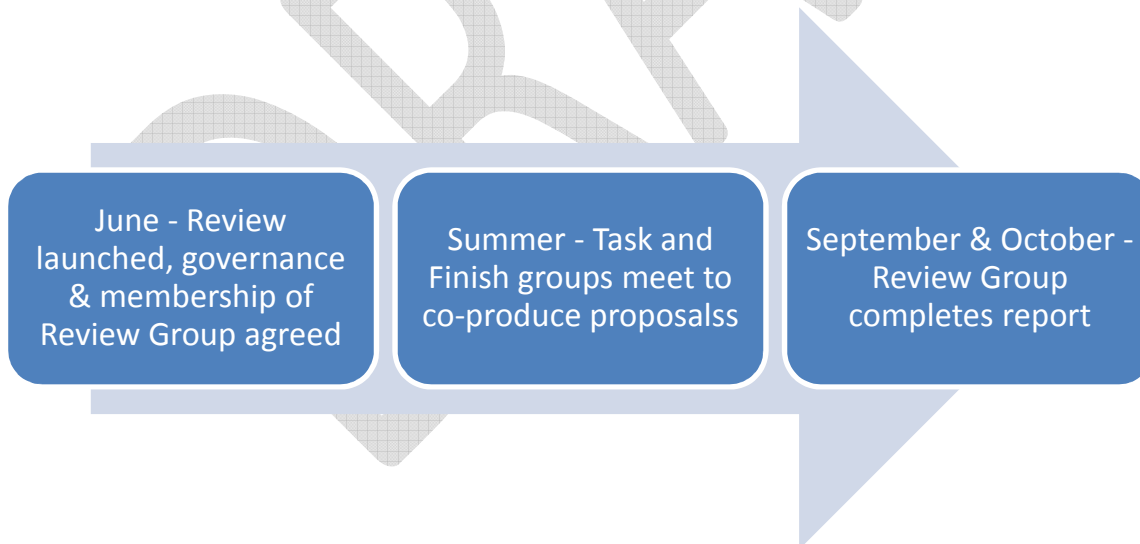 June - Review
launched, governance
& membership of
Review Group agreed
Summer - Task and
Finish groups meet to
co-produce proposalss
September & October -
Review Group
completes report